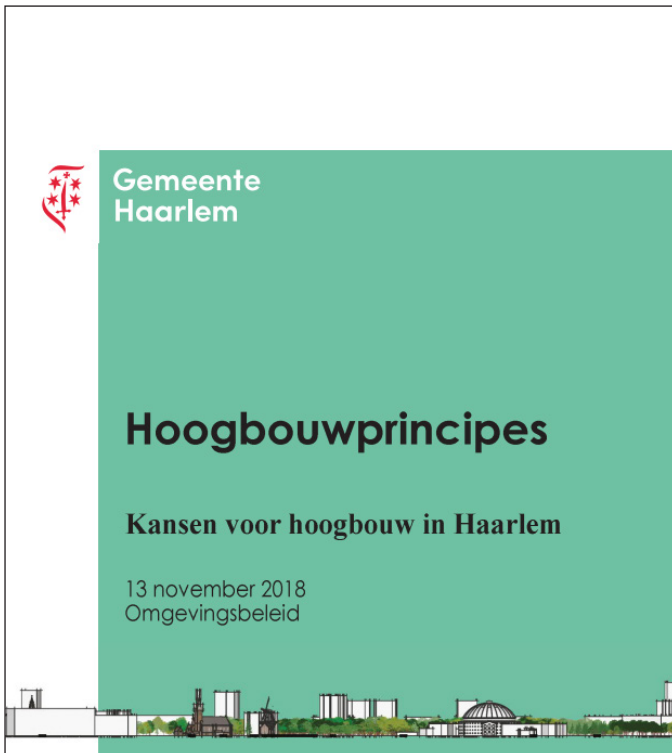 Gemeente
Haarlem
Hoogbouwprincipes
Kansen voor hoogbouw in Haarlem
13 november 2018
Omgevingsbeleid